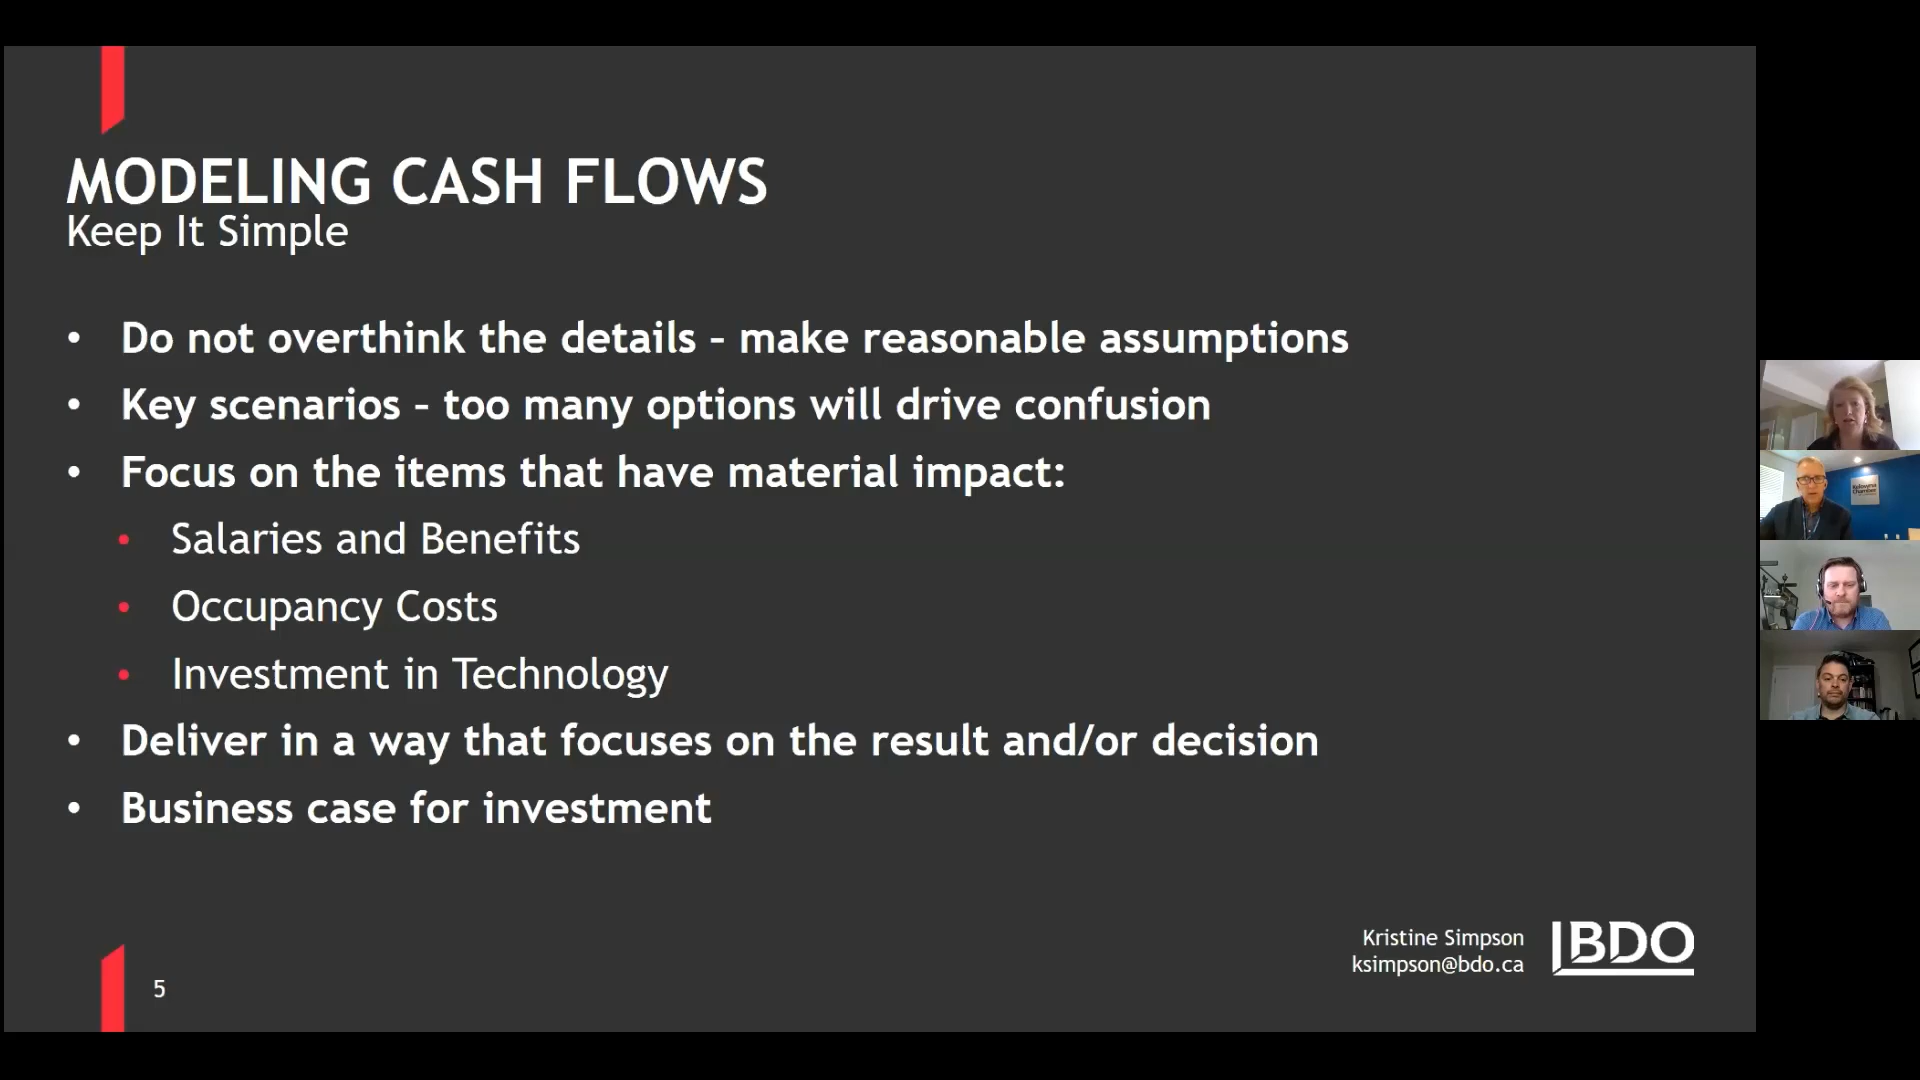 MODELING CASH FLOWS
Keep It Simple
• Do not overthink the details – make reasonable assumptions
• Key scenarios – too many options will drive confusion
• Focus on the items that have material impact:
• Salaries and Benefits
• Occupancy Costs
• Investment in Technology
• Deliver in a way that focuses on the result and/or decision
• Business case for investment
Kristine Simpson
ksimpson@bdo.ca
BDO
5
Kelowna
Chamber